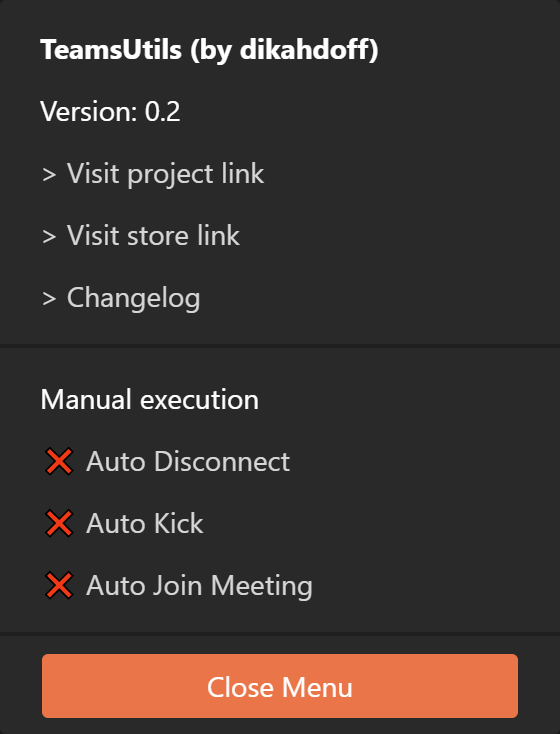 TeamsUtils (by dikahdoff)
Version: 0.2
> Visit project link
> Visit store link
> Changelog
Manual execution
❌ Auto Disconnect
❌ Auto Kick
❌ Auto Join Meeting
Close Menu